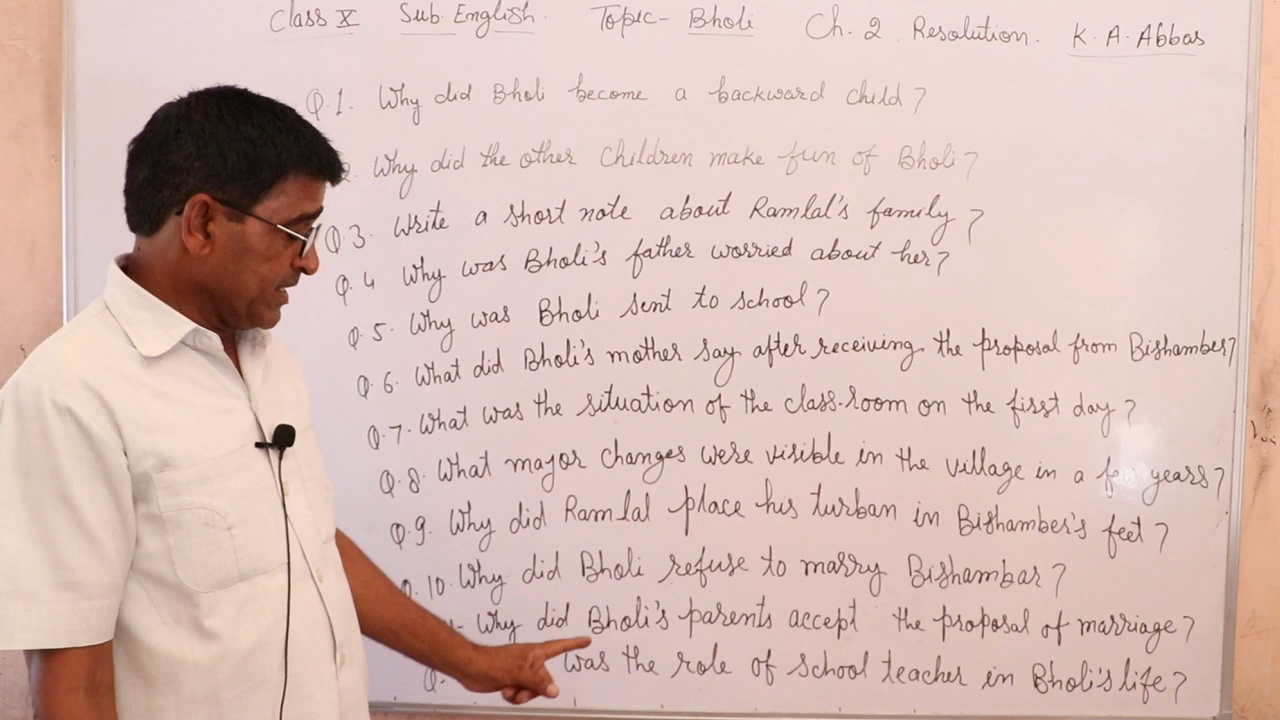 Class X Sub. English. Topic- Bholi Ch. 2. Resolution. K. A. Abbas
Q.1. Why did Bholi become a backward child?
2. Why did the other children make fun of Bholi?
Q.3. Write a short note about Ramlal's family?
Q.4 Why was Bholi's father worried about her?
Q.5. Why was Bholi sent to school?
Q.6. What did Bholi's mother say after receiving the proposal from Bishamber?
Q.7. What was the situation of the class-room on the first day?
Q.8. What major changes were visible in the village in a few years?
Q.9. Why did Ramlal place his turban in Bishamber's feet?
Q.10. Why did Bholi refuse to marry Bishambar?
Why did Bholi's parents accept the proposal of marriage?
Q. was the role of school teacher in Bholi's life?